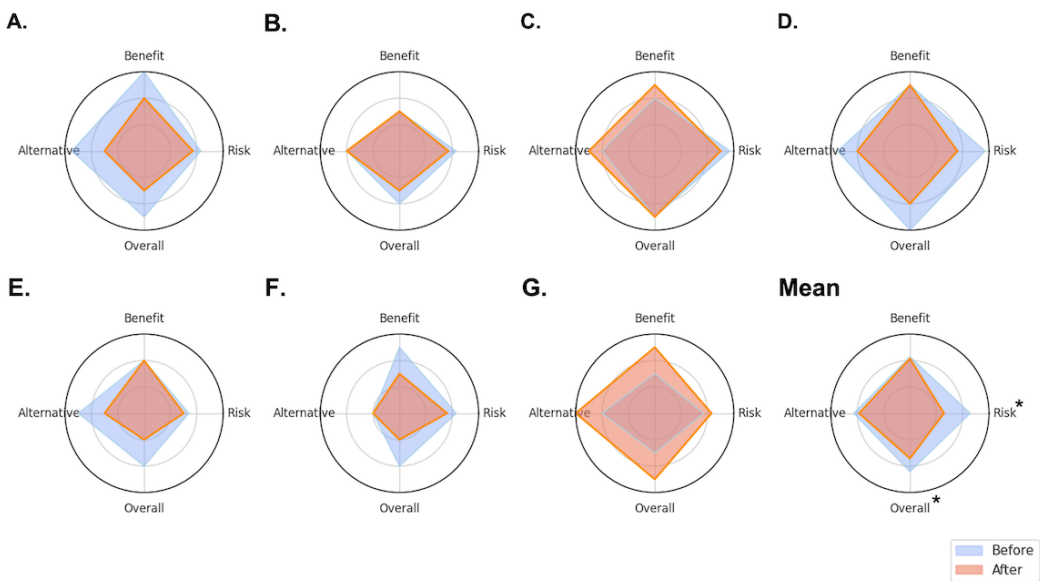 A.
B.
C.
D.
Benefit
Benefit
Benefit
Benefit
Alternative
Risk
Alternative
Risk
Alternative
Risk
Alternative
Risk
Overall
Overall
Overall
Overall
E.
F.
G.
Mean
Benefit
Benefit
Benefit
Benefit
Alternative
Risk
Alternative
Risk
Alternative
Risk
Alternative
Risk*
Overall
Overall
Overall
Overall*
Before
After